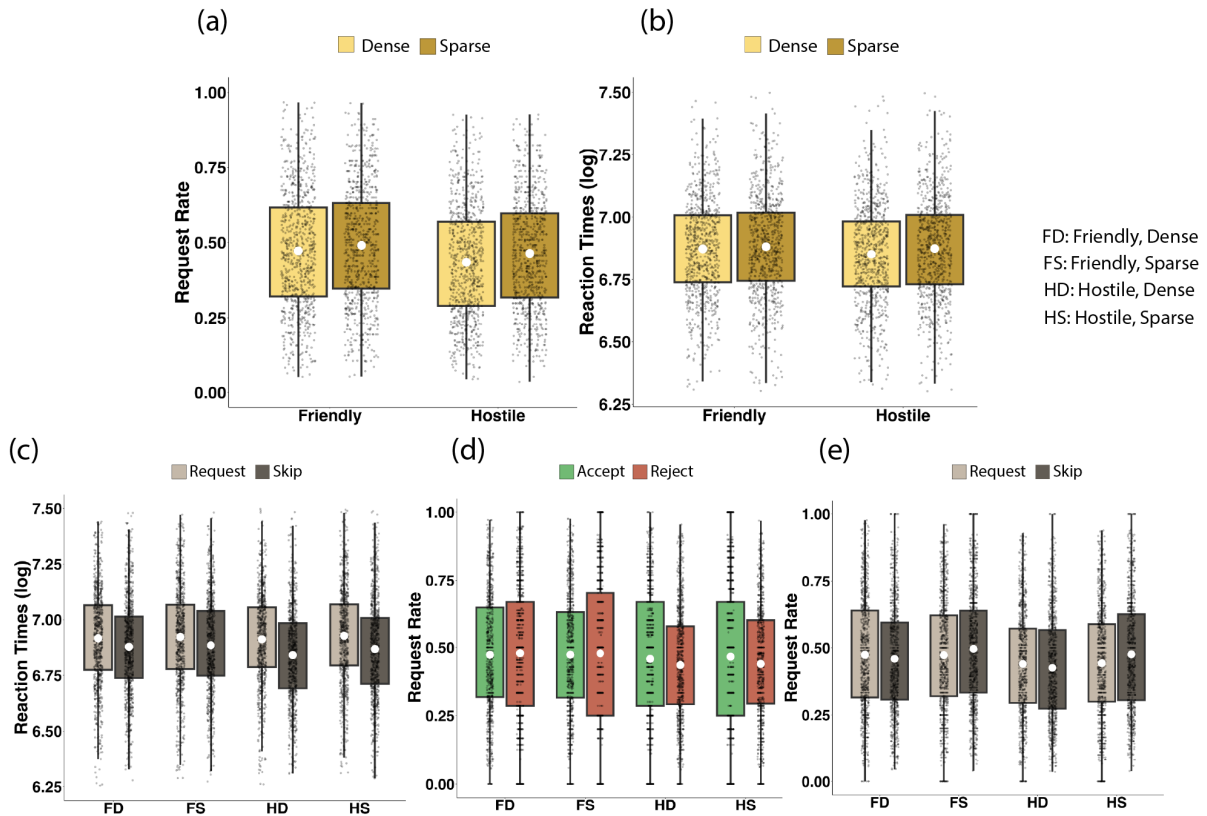 (a)
Dense Sparse
Request Rate
1.00
0.75
0.50
0.25
0.00
Friendly Hostile
(b)
Dense Sparse
Reaction Times (log)
7.50
7.25
7.00
6.75
6.50
6.25
Friendly Hostile
FD: Friendly, Dense
FS: Friendly, Sparse
HD: Hostile, Dense
HS: Hostile, Sparse
(c)
Request Skip
Reaction Times (log)
7.50
7.25
7.00
6.75
6.50
6.25
FD FS HD HS
(d)
Accept Reject
Request Rate
1.00
0.75
0.50
0.25
0.00
FD FS HD HS
(e)
Request Skip
Request Rate
1.00
0.75
0.50
0.25
0.00
FD FS HD HS